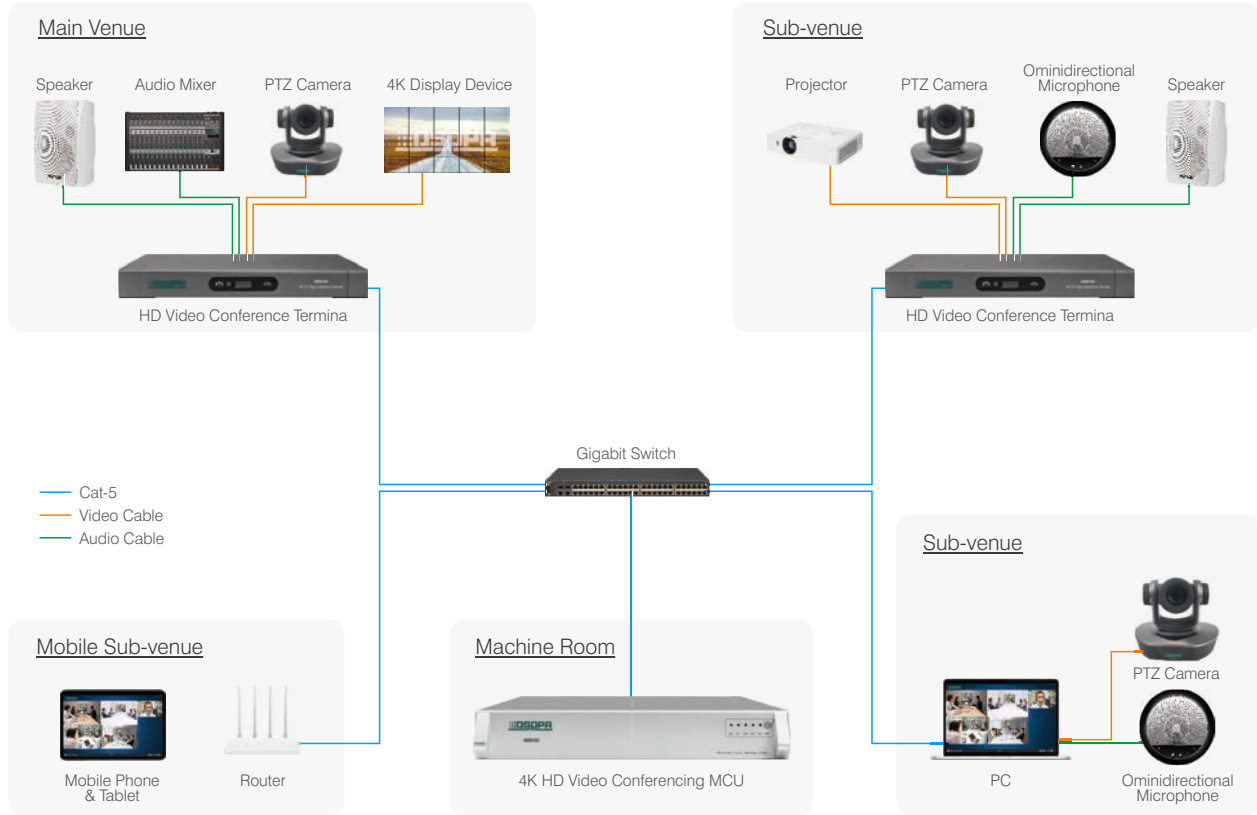 Main Venue
Speaker
Audio Mixer
PTZ Camera
4K Display Device
DSPPA
HD Video Conference Termina
Sub-venue
Projector
PTZ Camera
Ominidirectional
Microphone
Speaker
HD Video Conference Termina
Gigabit Switch
Cat-5
Video Cable
Audio Cable
Mobile Sub-venue
Mobile Phone
& Tablet
Router
Machine Room
DSPPA
4K HD Video Conferencing MCU
Sub-venue
PTZ Camera
PC
Ominidirectional
Microphone